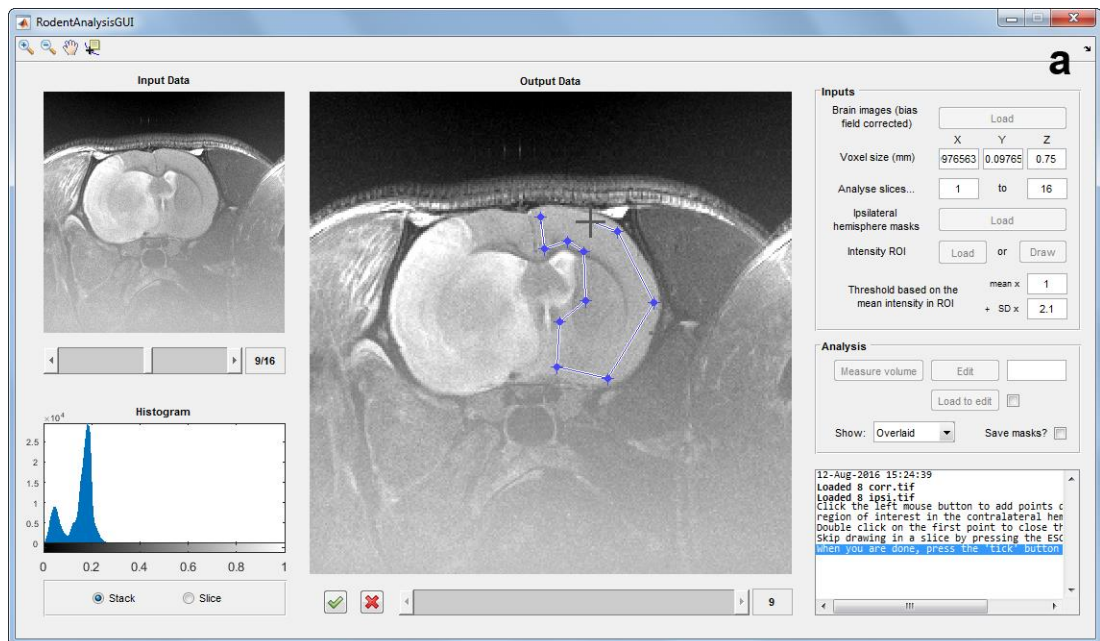 RodentAnalysisGUI
a
Input Data
9/16
Histogram
×10⁴
2.5
2
1.5
1
0.5
0
0 0.2 0.4 0.6 0.8 1
Stack Slice
Output Data
9
Inputs
Brain images (bias
field corrected)
Load
X Y Z
Voxel size (mm) 976563 0.09765 0.75
Analyse slices... 1 to 16
Ipsilateral
hemisphere masks
Load
Intensity ROI Load or Draw
Threshold based on the
mean intensity in ROI
mean x 1
+ SD x 2.1
Analysis
Measure volume Edit
Load to edit
Show: Overlaid Save masks?
12-Aug-2016 15:24:39
Loaded 8 corr.tif
Loaded 8 ipsi.tif
Click the left mouse button to add points
region of interest in the contralateral hem
Double click on the first point to close th
Skip drawing in a slice by pressing the ESC
When you are done, press the 'tick' button